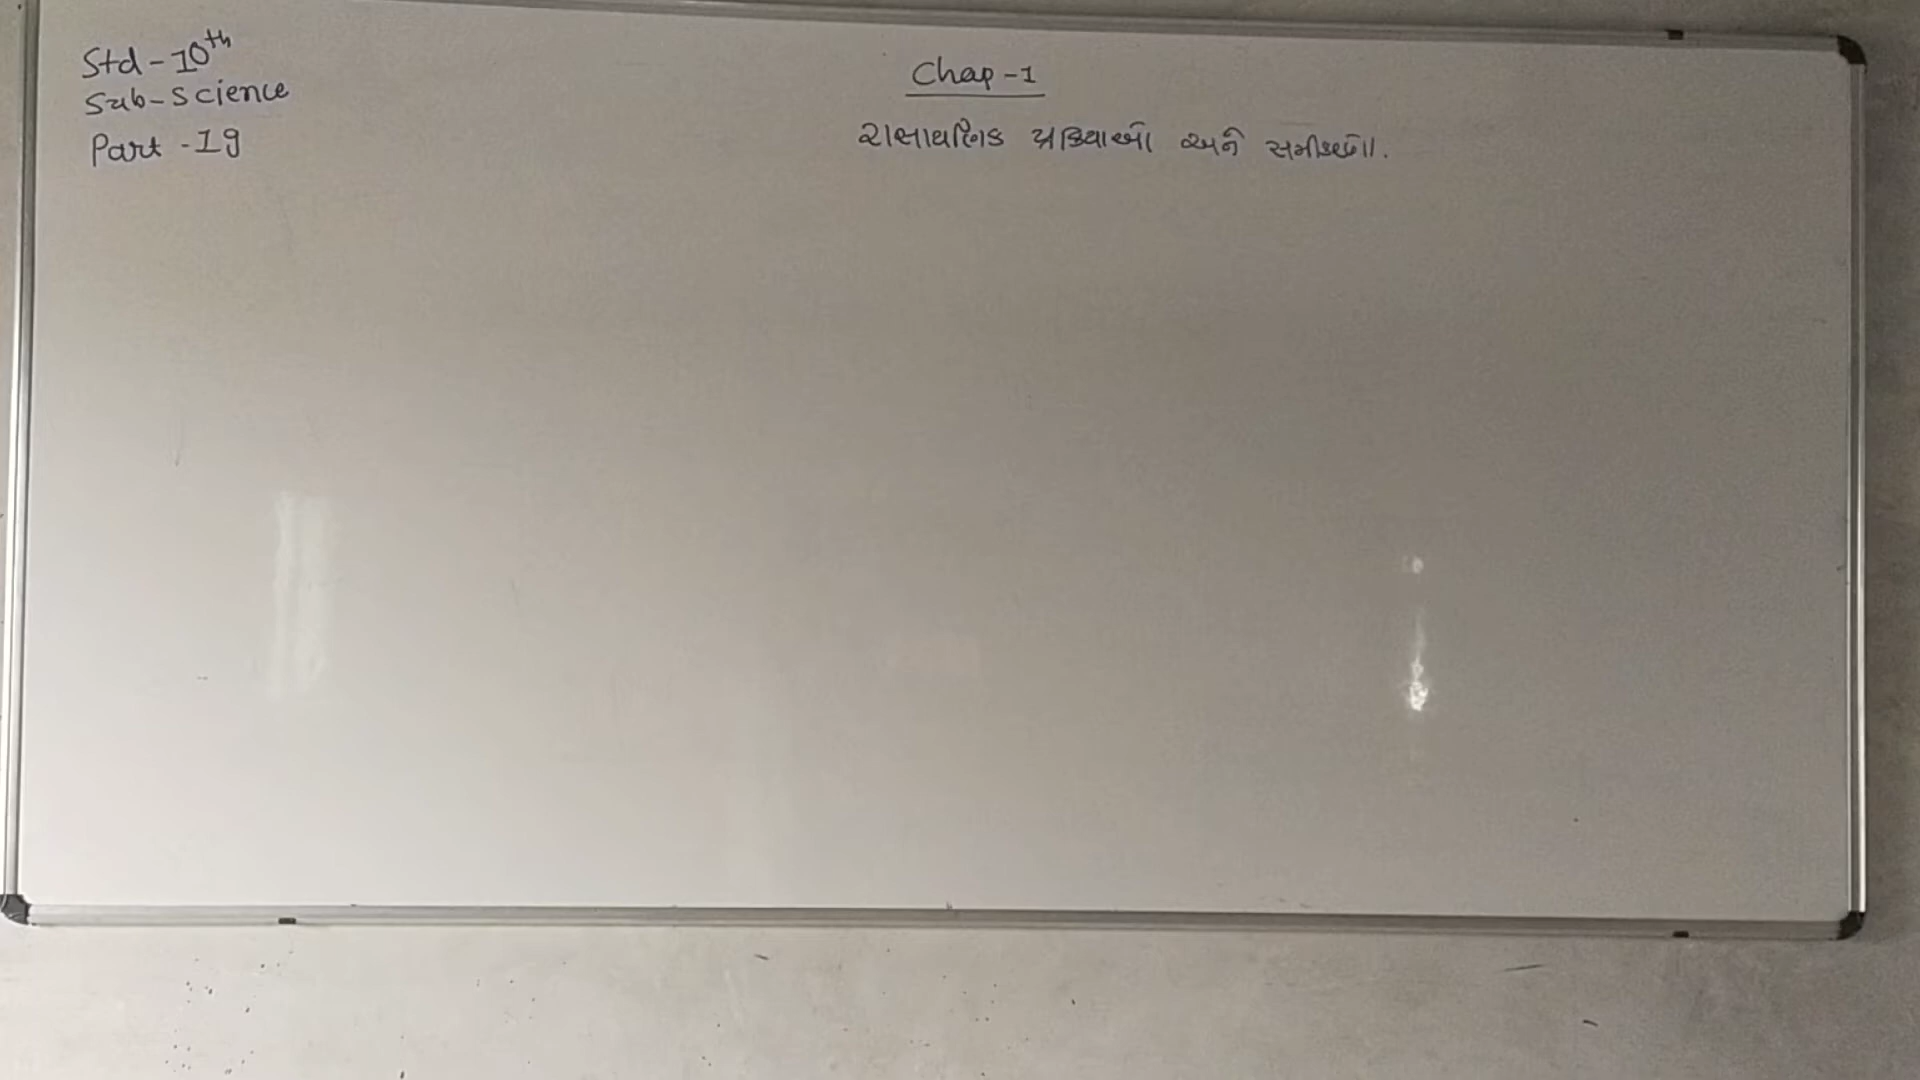 Std - 10th
Sub - Science
Part - 19
Chap - 1
રાસાયણિક પ્રક્રિયાઓ અને સમીકરણો.